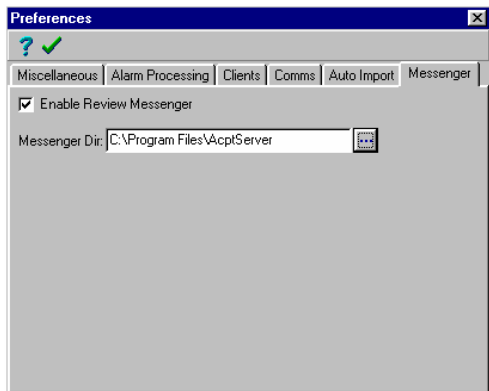 Preferences
Miscellaneous Alarm Processing Clients Comms Auto Import Messenger
Enable Review Messenger
Messenger Dir: C:\Program Files\AcptServer ...